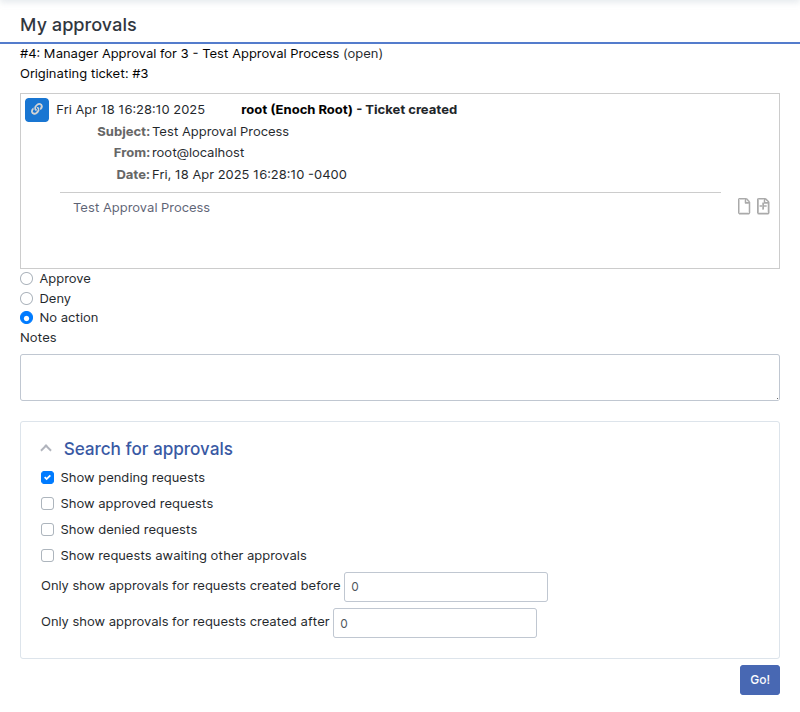 My approvals
#4: Manager Approval for 3 - Test Approval Process (open)
Originating ticket: #3
Fri Apr 18 16:28:10 2025 root (Enoch Root) - Ticket created
Subject: Test Approval Process
From: root@localhost
Date: Fri, 18 Apr 2025 16:28:10 -0400
Test Approval Process
Approve
Deny
No action
Notes
Search for approvals
Show pending requests
Show approved requests
Show denied requests
Show requests awaiting other approvals
Only show approvals for requests created before 0
Only show approvals for requests created after 0
Go!